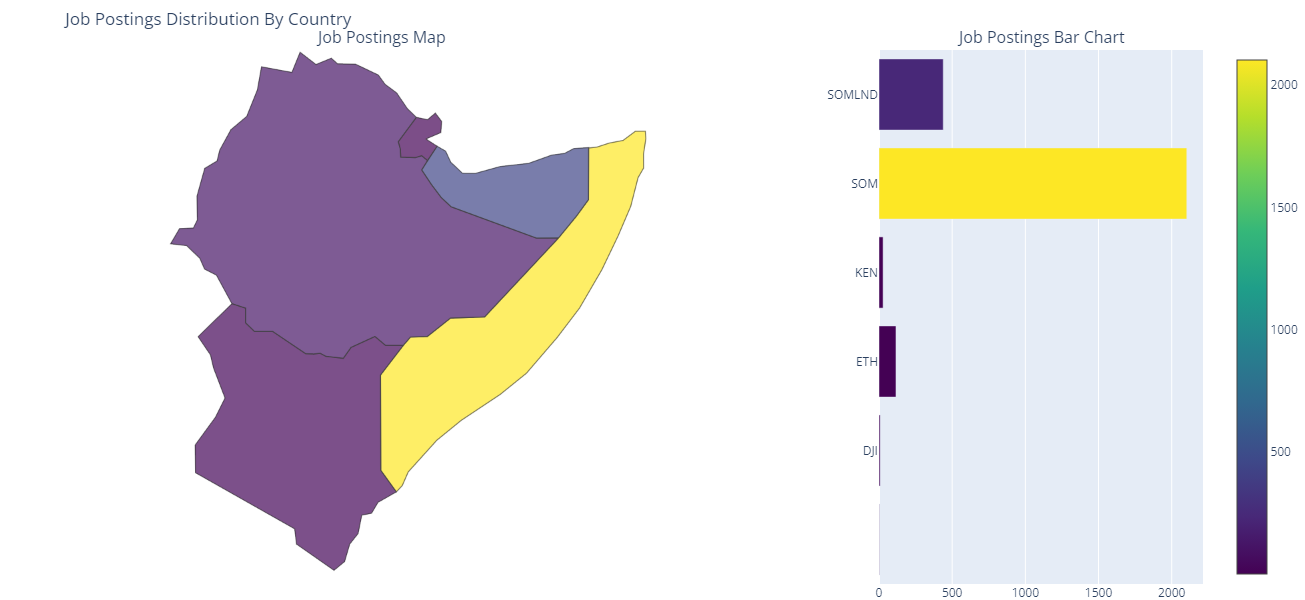 Job Postings Distribution By Country
Job Postings Map
Job Postings Bar Chart
SOMLND
SOM
KEN
ETH
DJI
0 500 1000 1500 2000
2000
1500
1000
500